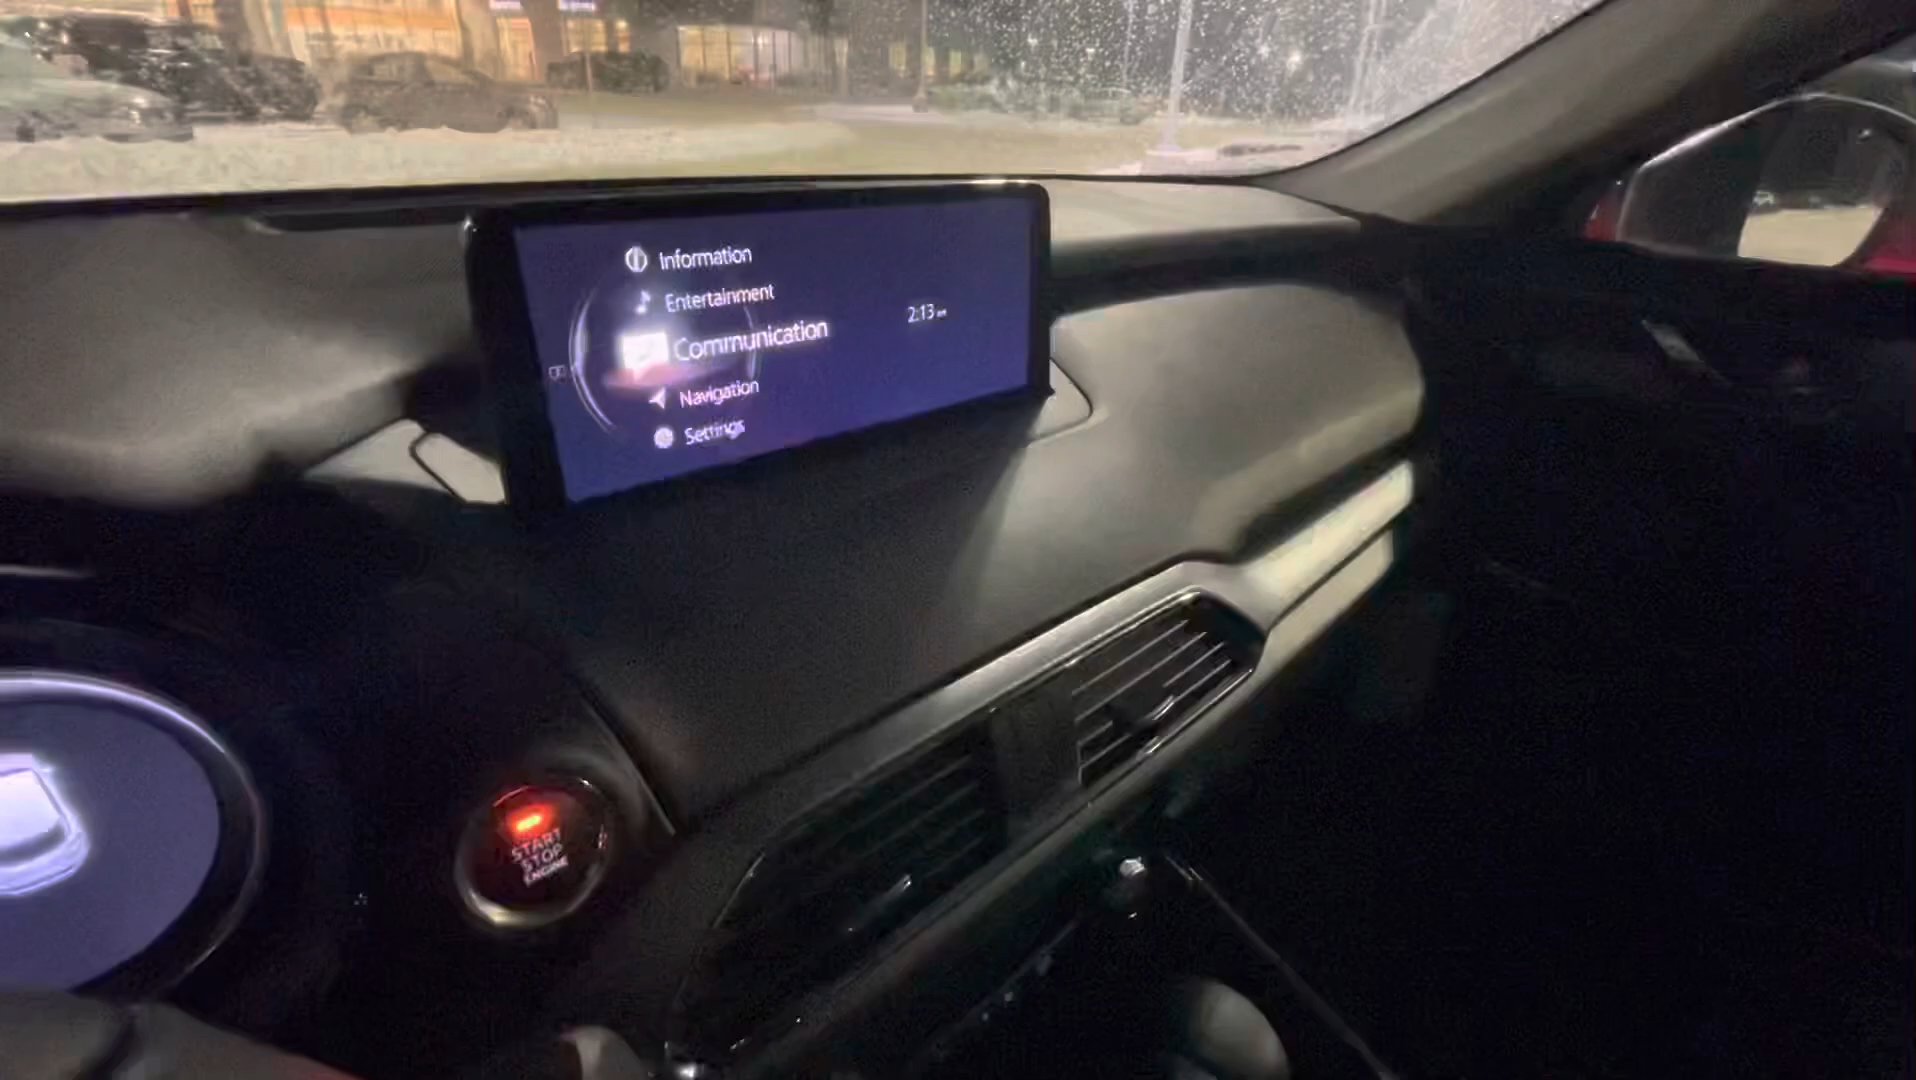 Information
Entertainment
Communication
2:13
Navigation
Settings
START
STOP
ENGINE